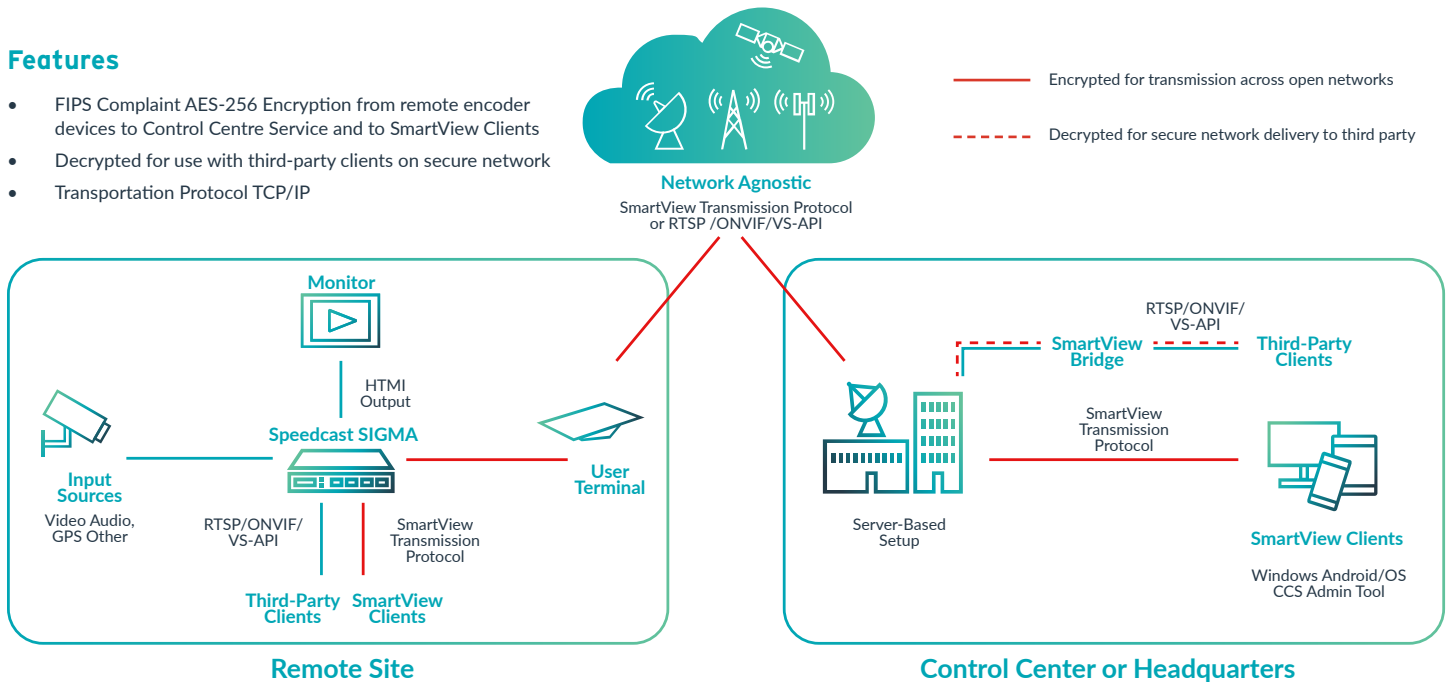 Features
• FIPS Complaint AES-256 Encryption from remote encoder
devices to Control Centre Service and to SmartView Clients
• Decrypted for use with third-party clients on secure network
• Transportation Protocol TCP/IP
Network Agnostic
SmartView Transmission Protocol
or RTSP /ONVIF/VS-API
Encrypted for transmission across open networks
Decrypted for secure network delivery to third party
Monitor
HTMI
Output
Speedcast SIGMA
Input
Sources
Video Audio,
GPS Other
User
Terminal
RTSP/ONVIF/
VS-API
SmartView
Transmission
Protocol
Third-Party
Clients
SmartView
Clients
Remote Site
RTSP/ONVIF/
VS-API
SmartView
Bridge
Third-Party
Clients
SmartView
Transmission
Protocol
Server-Based
Setup
SmartView Clients
Windows Android/OS
CCS Admin Tool
Control Center or Headquarters